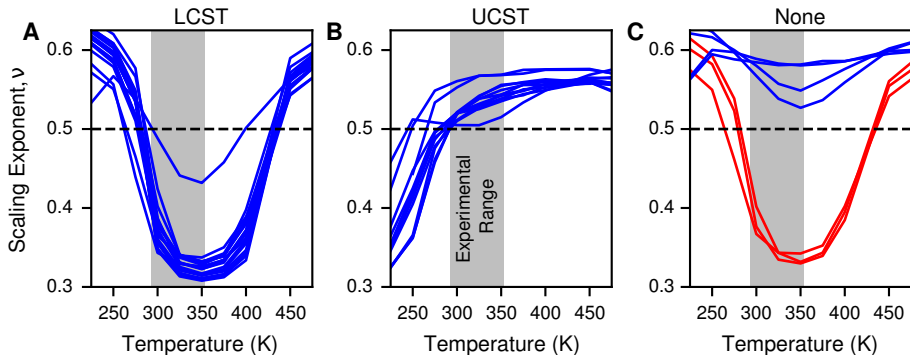 LCST
UCST
None
A
B
C
Scaling Exponent, ν
0.6
0.5
0.4
0.3
0.6
0.5
0.4
0.3
0.6
0.5
0.4
0.3
Experimental
Range
250 300 350 400 450
250 300 350 400 450
250 300 350 400 450
Temperature (K)
Temperature (K)
Temperature (K)